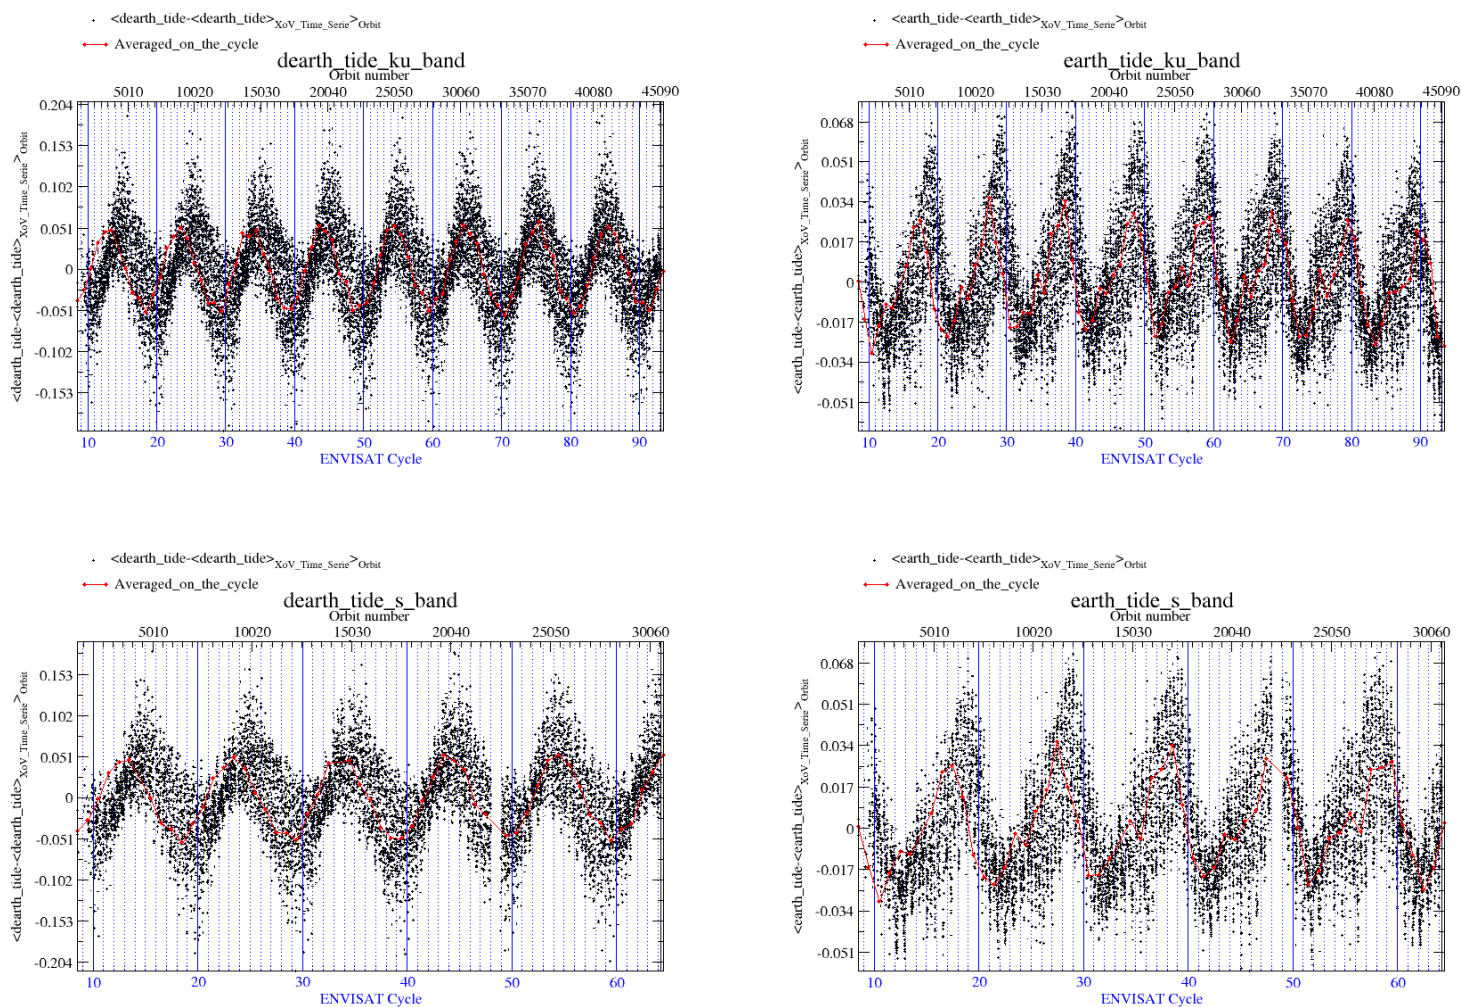 <dearth_tide-<dearth_tide>XoV_Time_Serie>Orbit
Averaged_on_the_cycle
dearth_tide_ku_band
Orbit number
5010 10020 15030 20040 25050 30060 35070 40080 45090
0.204
0.153
0.102
0.051
0
-0.051
-0.102
-0.153
<dearth_tide-<dearth_tide>XoV_Time_Serie>Orbit
10 20 30 40 50 60 70 80 90
ENVISAT Cycle
<earth_tide-<earth_tide>XoV_Time_Serie>Orbit
Averaged_on_the_cycle
earth_tide_ku_band
Orbit number
5010 10020 15030 20040 25050 30060 35070 40080 45090
0.068
0.051
0.034
0.017
0
-0.017
-0.034
-0.051
<earth_tide-<earth_tide>XoV_Time_Serie>Orbit
10 20 30 40 50 60 70 80 90
ENVISAT Cycle
<dearth_tide-<dearth_tide>XoV_Time_Serie>Orbit
Averaged_on_the_cycle
dearth_tide_s_band
Orbit number
5010 10020 15030 20040 25050 30060
0.153
0.102
0.051
0
-0.051
-0.102
-0.153
-0.204
<dearth_tide-<dearth_tide>XoV_Time_Serie>Orbit
10 20 30 40 50 60
ENVISAT Cycle
<earth_tide-<earth_tide>XoV_Time_Serie>Orbit
Averaged_on_the_cycle
earth_tide_s_band
Orbit number
5010 10020 15030 20040 25050 30060
0.068
0.051
0.034
0.017
0
-0.017
-0.034
-0.051
<earth_tide-<earth_tide>XoV_Time_Serie>Orbit
10 20 30 40 50 60
ENVISAT Cycle